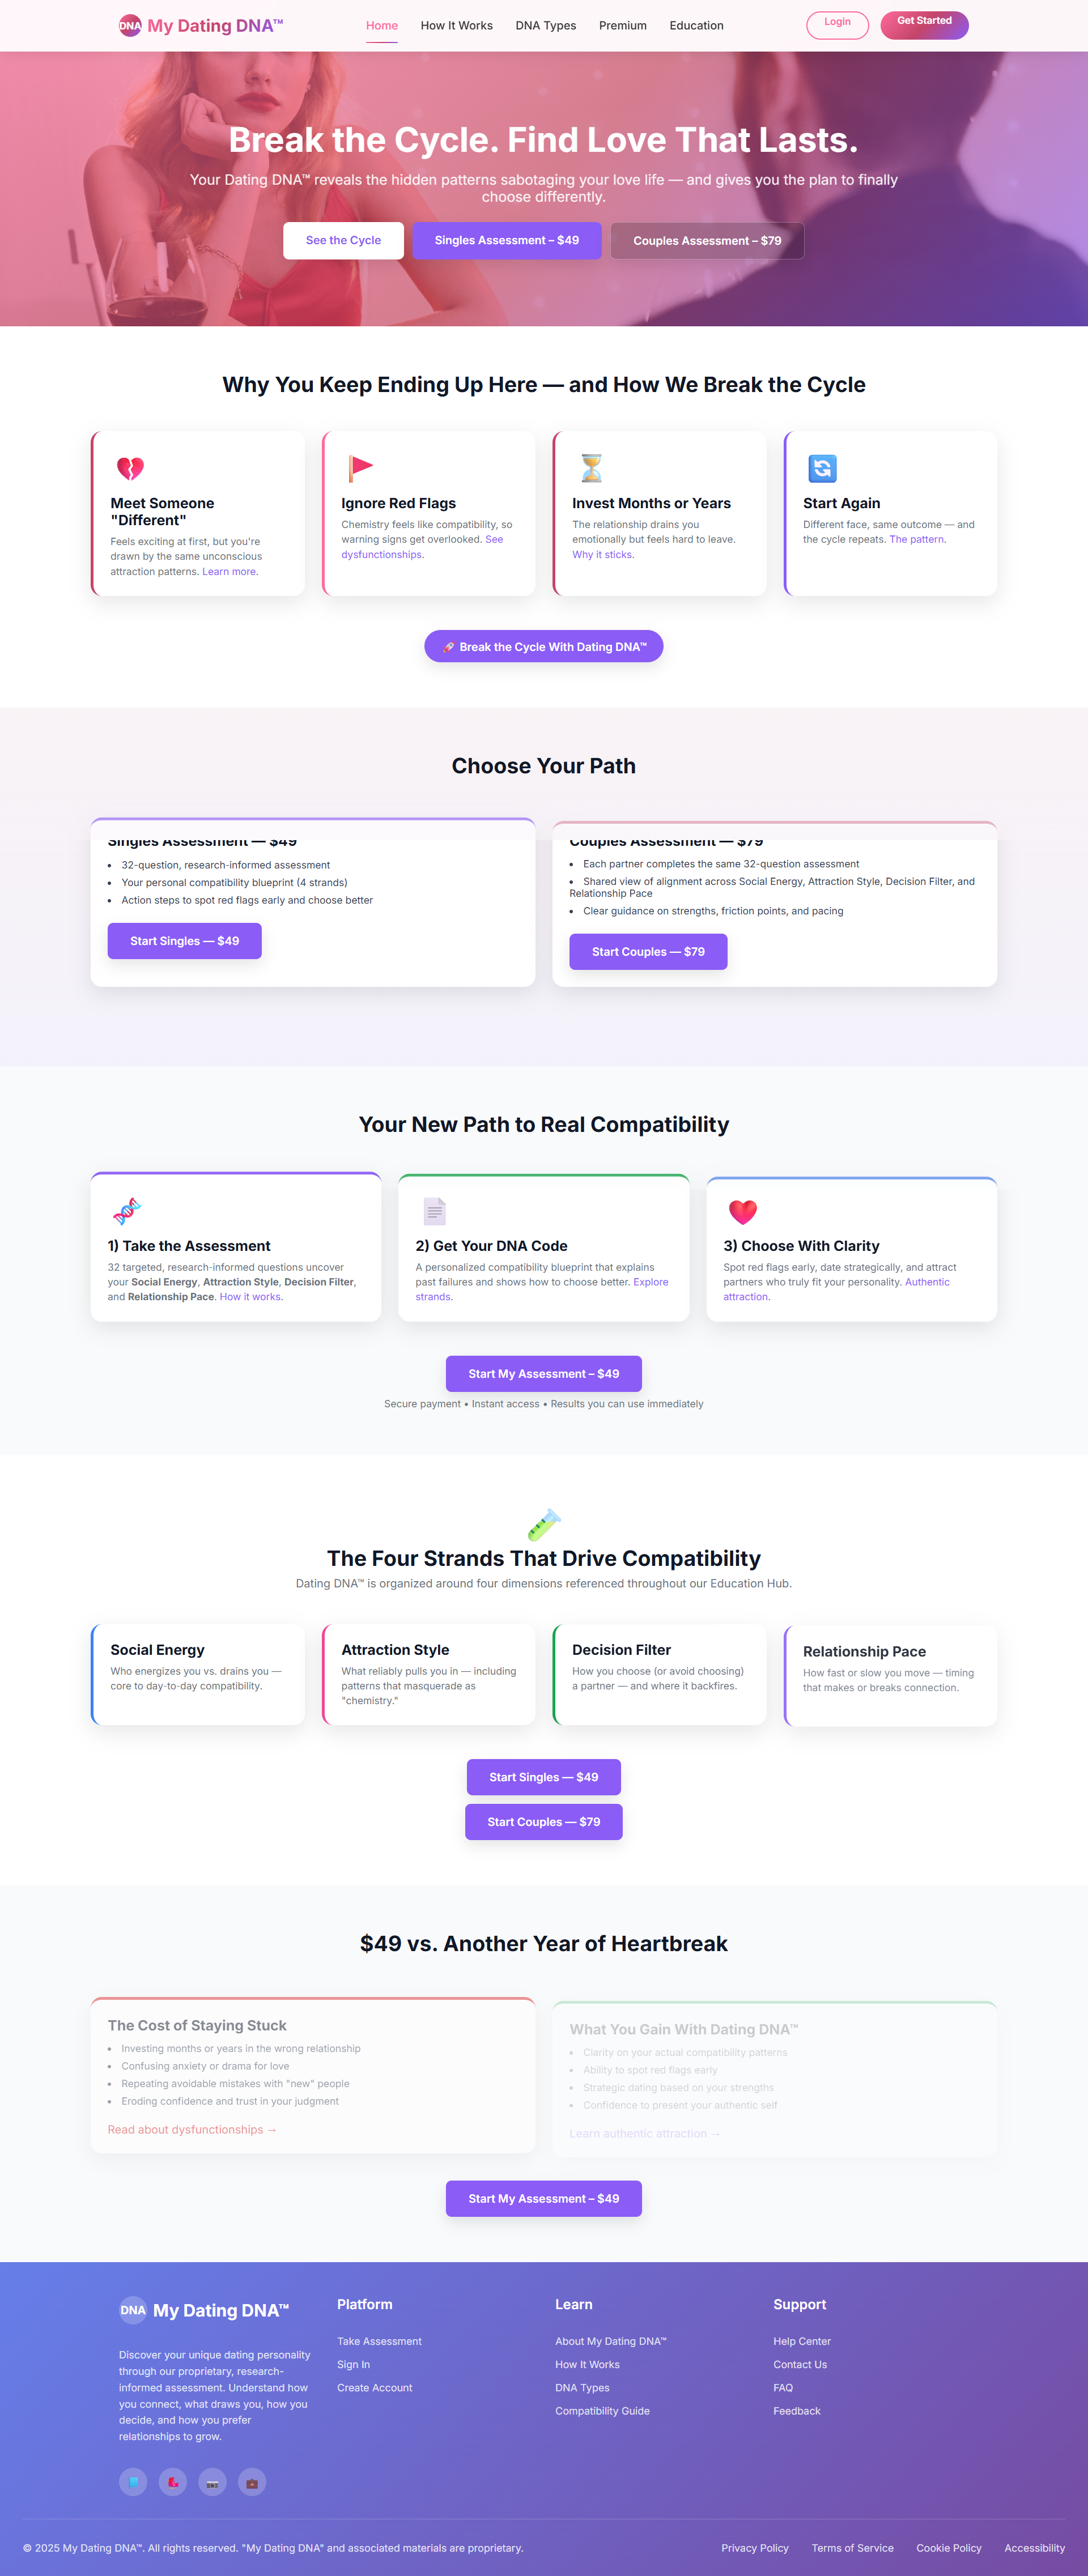 DNA My Dating DNA™
Home
How It Works
DNA Types
Premium
Education
Login
Get Started
Break the Cycle. Find Love That Lasts.
Your Dating DNA™ reveals the hidden patterns sabotaging your love life — and gives you the plan to finally
choose differently.
See the Cycle
Singles Assessment – $49
Couples Assessment – $79
Why You Keep Ending Up Here — and How We Break the Cycle
Meet Someone
"Different"
Feels exciting at first, but you're
drawn by the same unconscious
attraction patterns. Learn more.
Ignore Red Flags
Chemistry feels like compatibility, so
warning signs get overlooked. See
dysfunctionships.
Invest Months or Years
The relationship drains you
emotionally but feels hard to leave.
Why it sticks.
Start Again
Different face, same outcome — and
the cycle repeats. The pattern.
🚀 Break the Cycle With Dating DNA™
Choose Your Path
Singles Assessment — $49
• 32-question, research-informed assessment
• Your personal compatibility blueprint (4 strands)
• Action steps to spot red flags early and choose better
Start Singles — $49
Couples Assessment — $79
• Each partner completes the same 32-question assessment
• Shared view of alignment across Social Energy, Attraction Style, Decision Filter, and
Relationship Pace
• Clear guidance on strengths, friction points, and pacing
Start Couples — $79
Your New Path to Real Compatibility
1) Take the Assessment
32 targeted, research-informed questions uncover
your Social Energy, Attraction Style, Decision Filter,
and Relationship Pace. How it works.
2) Get Your DNA Code
A personalized compatibility blueprint that explains
past failures and shows how to choose better. Explore
strands.
3) Choose With Clarity
Spot red flags early, date strategically, and attract
partners who truly fit your personality. Authentic
attraction.
Start My Assessment – $49
Secure payment • Instant access • Results you can use immediately
The Four Strands That Drive Compatibility
Dating DNA™ is organized around four dimensions referenced throughout our Education Hub.
Social Energy
Who energizes you vs. drains you —
core to day-to-day compatibility.
Attraction Style
What reliably pulls you in — including
patterns that masquerade as
"chemistry."
Decision Filter
How you choose (or avoid choosing)
a partner — and where it backfires.
Relationship Pace
How fast or slow you move — timing
that makes or breaks connection.
Start Singles — $49
Start Couples — $79
$49 vs. Another Year of Heartbreak
The Cost of Staying Stuck
• Investing months or years in the wrong relationship
• Confusing anxiety or drama for love
• Repeating avoidable mistakes with "new" people
• Eroding confidence and trust in your judgment
Read about dysfunctionships →
What You Gain With Dating DNA™
• Clarity on your actual compatibility patterns
• Ability to spot red flags early
• Strategic dating based on your strengths
• Confidence to present your authentic self
Learn authentic attraction →
Start My Assessment – $49
DNA My Dating DNA™
Discover your unique dating personality
through our proprietary, research-
informed assessment. Understand how
you connect, what draws you, how you
decide, and how you prefer
relationships to grow.
Platform
Take Assessment
Sign In
Create Account
Learn
About My Dating DNA™
How It Works
DNA Types
Compatibility Guide
Support
Help Center
Contact Us
FAQ
Feedback
© 2025 My Dating DNA™. All rights reserved. "My Dating DNA" and associated materials are proprietary.
Privacy Policy
Terms of Service
Cookie Policy
Accessibility